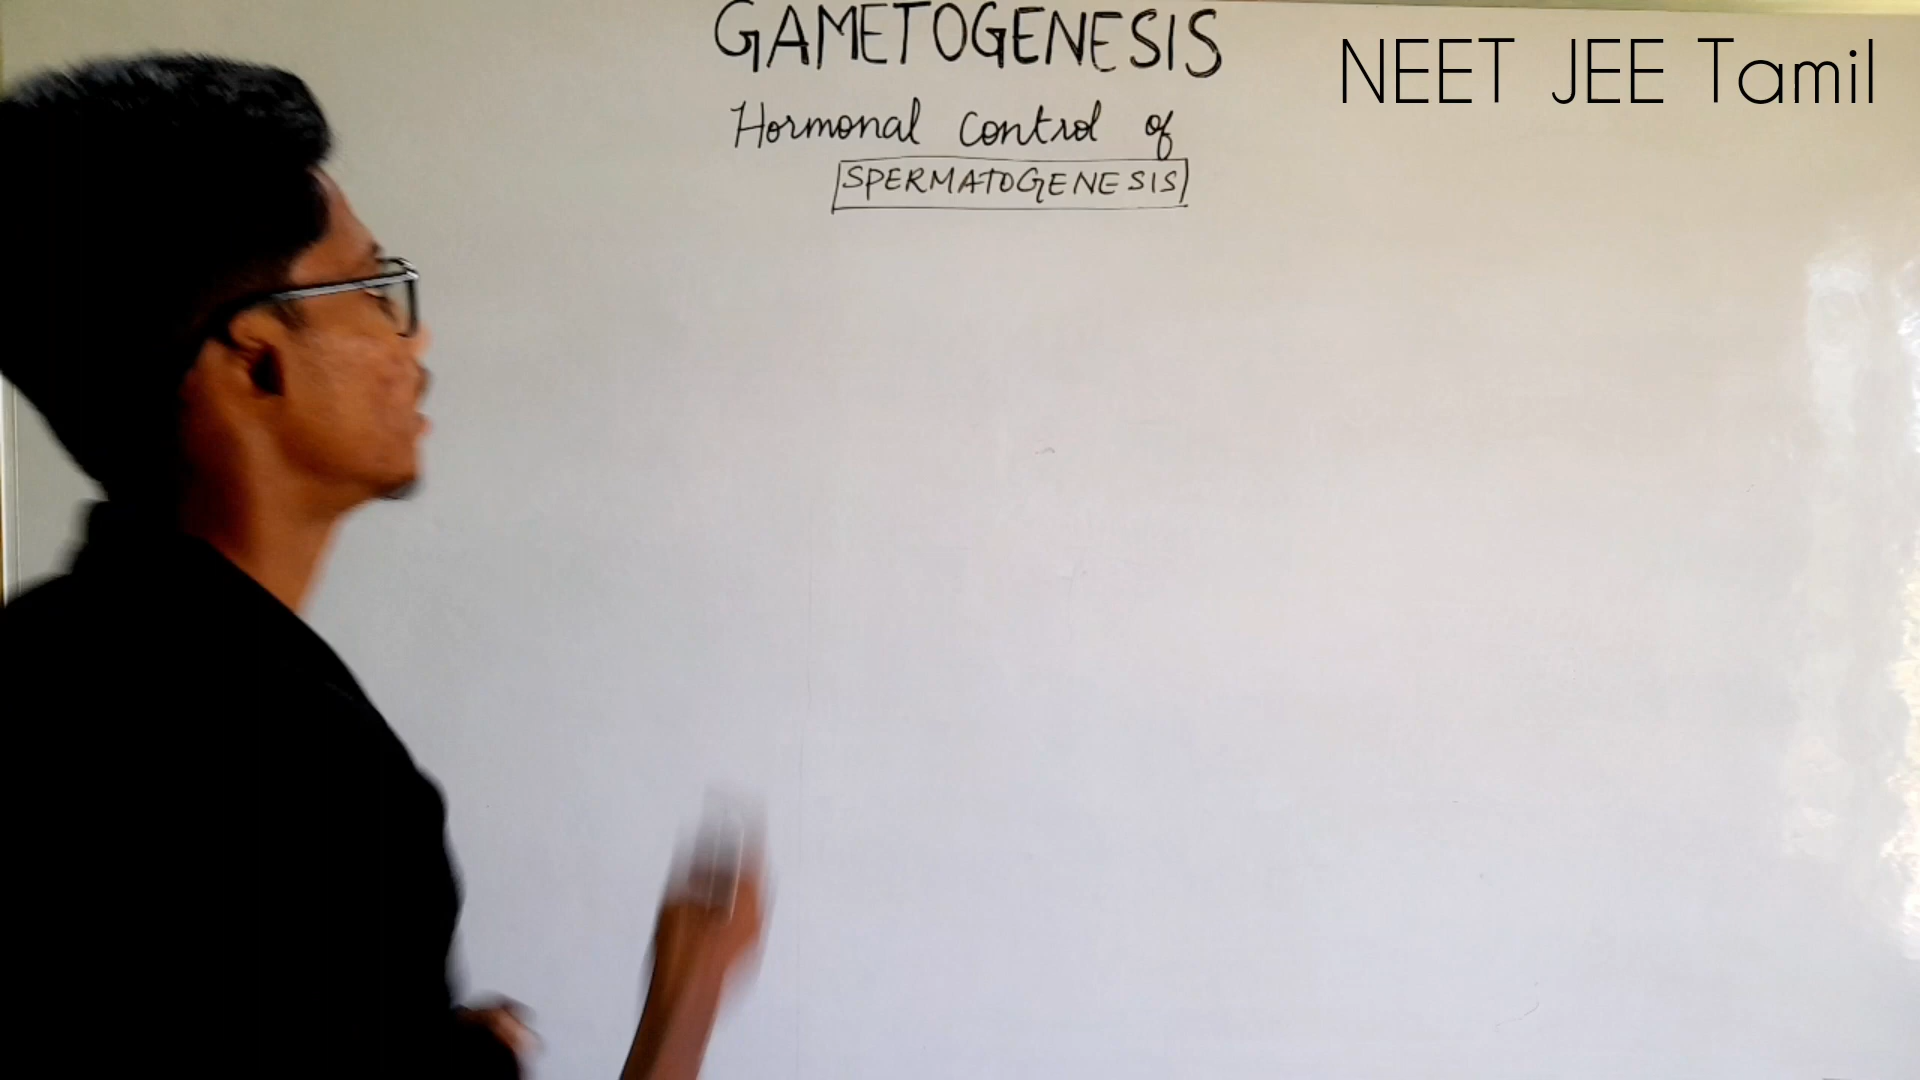 GAMETOGENESIS
NEET JEE Tamil
Hormonal Control of
SPERMATOGENESIS